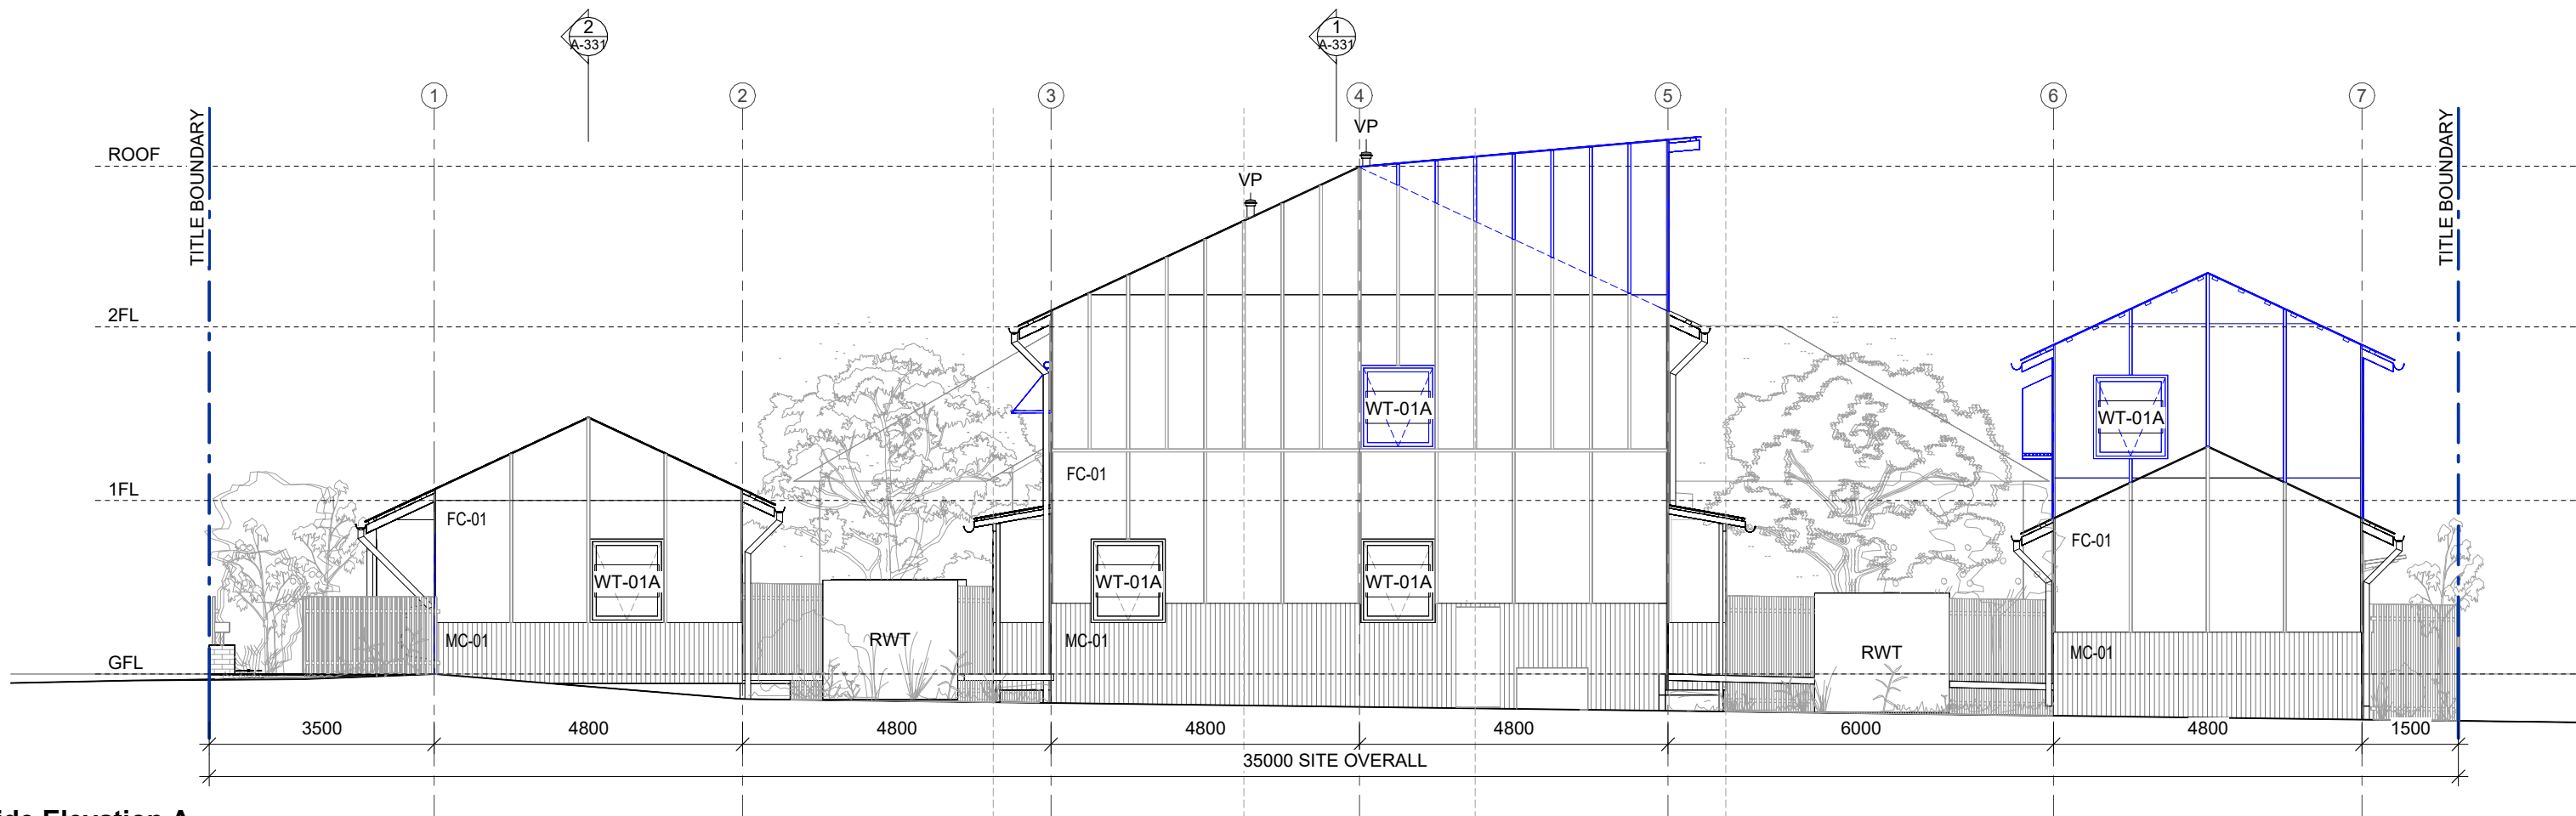 2
A-331
1
A-331
1
2
3
4
5
6
7
VP
VP
ROOF
2FL
1FL
GFL
TITLE BOUNDARY
TITLE BOUNDARY
WT-01A
WT-01A
FC-01
FC-01
FC-01
WT-01A
WT-01A
WT-01A
MC-01
MC-01
MC-01
RWT
RWT
3500
4800
4800
4800
4800
6000
4800
1500
35000 SITE OVERALL
Elevation A